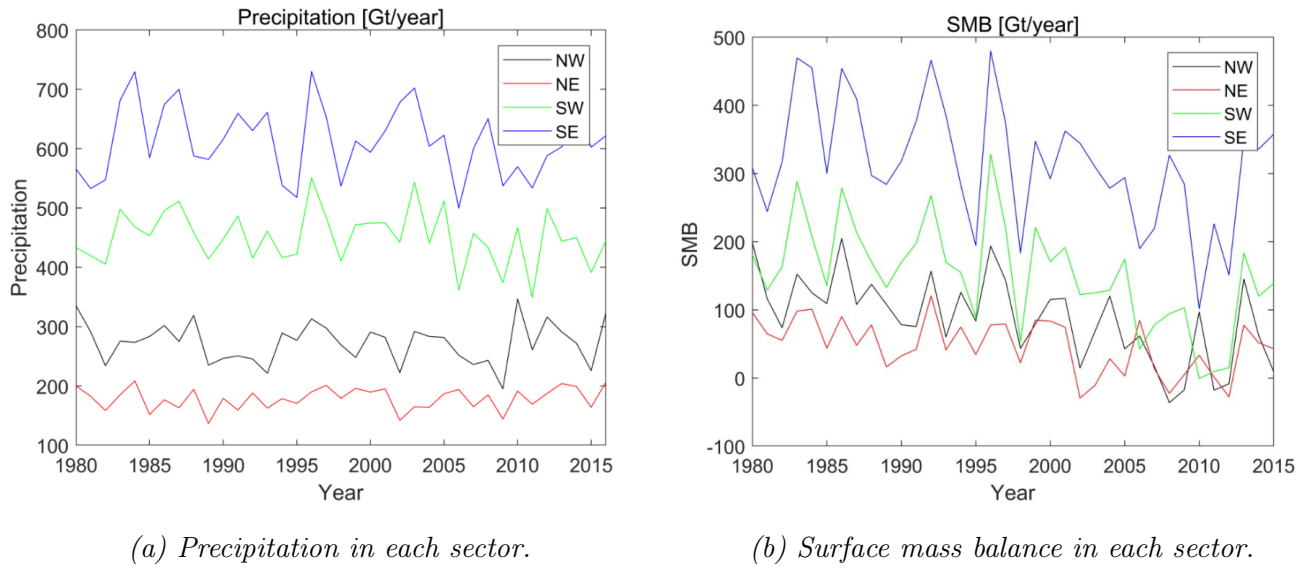 Precipitation [Gt/year]
800
700
600
500
400
300
200
100
Precipitation
NW
NE
SW
SE
1980 1985 1990 1995 2000 2005 2010 2015
Year
(a) Precipitation in each sector.
SMB [Gt/year]
500
400
300
200
100
0
-100
SMB
NW
NE
SW
SE
1980 1985 1990 1995 2000 2005 2010 2015
Year
(b) Surface mass balance in each sector.